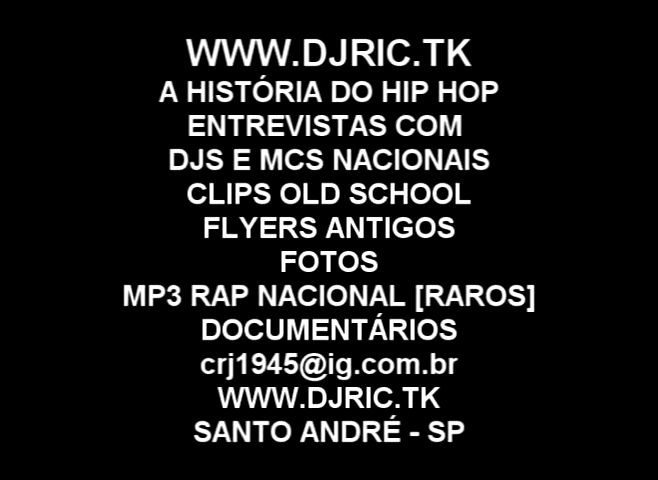 WWW.DJRIC.TK
A HISTÓRIA DO HIP HOP
ENTREVISTAS COM
DJS E MCS NACIONAIS
CLIPS OLD SCHOOL
FLYERS ANTIGOS
FOTOS
MP3 RAP NACIONAL [RAROS]
DOCUMENTÁRIOS
crj1945@ig.com.br
WWW.DJRIC.TK
SANTO ANDRÉ - SP